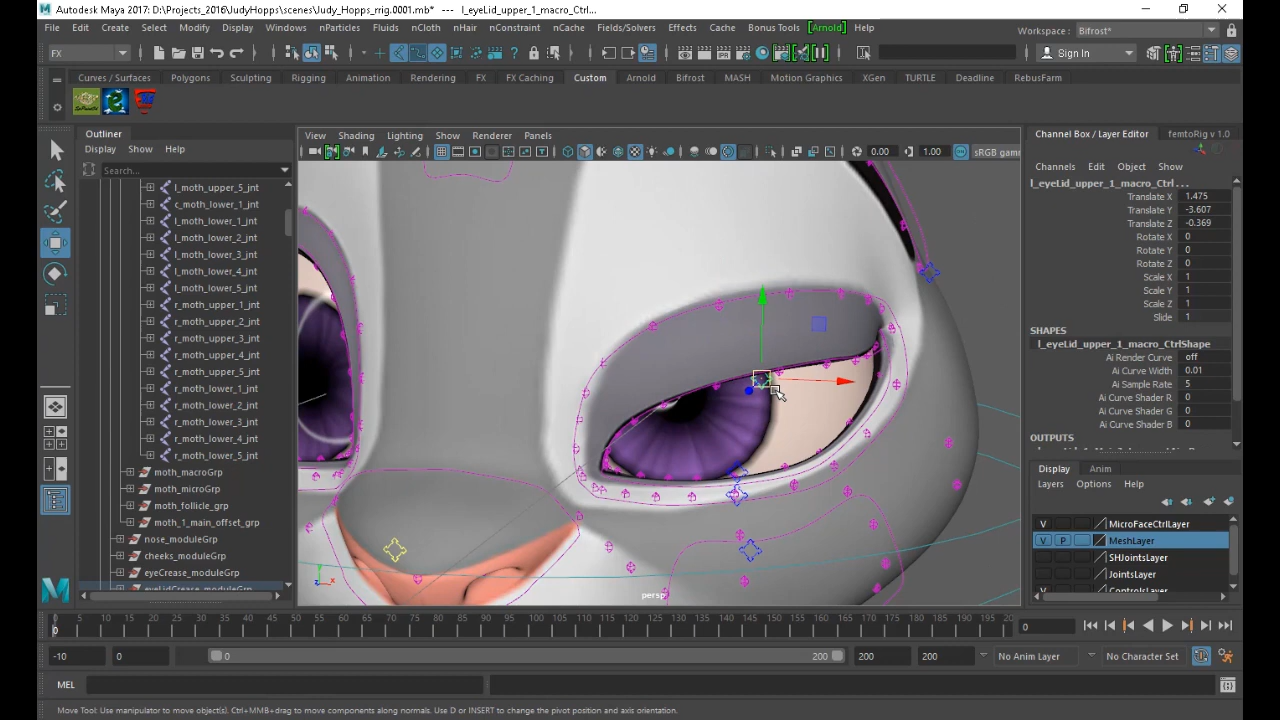 Autodesk Maya 2017: D:\Projects_2016\JudyHopps\scenes\Judy_Hopps_rrig.0001.mb* --- l_eyeLid_upper_1_macro_Ctrl...
File Edit Create Select Modify Display Windows nParticles Fluids nCloth nHair nConstraint nCache Fields/Solvers Effects Cache Bonus Tools [Arnold] Help Workspace: Bifrost*
FX Sign In
Curves / Surfaces Polygons Sculpting Rigging Animation Rendering FX FX Caching Custom Arnold Bifrost MASH Motion Graphics XGen TURTLE Deadline RebusFarm
Outliner
Display Show Help
Search...
l_moth_upper_5_jnt
c_moth_lower_1_jnt
l_moth_lower_1_jnt
l_moth_lower_2_jnt
l_moth_lower_3_jnt
l_moth_lower_4_jnt
l_moth_lower_5_jnt
r_moth_upper_1_jnt
r_moth_upper_2_jnt
r_moth_upper_3_jnt
r_moth_upper_4_jnt
r_moth_upper_5_jnt
r_moth_lower_1_jnt
r_moth_lower_2_jnt
r_moth_lower_3_jnt
r_moth_lower_4_jnt
r_moth_lower_5_jnt
moth_macroGrp
moth_microGrp
moth_follicle_grp
moth_1_main_offset_grp
nose_moduleGrp
cheeks_moduleGrp
eyeCrease_moduleGrp
eyeLidCrease_moduleGrp
View Shading Lighting Show Renderer Panels
0.00 1.00 sRGB gamm
persp
Channel Box / Layer Editor femtoRig v 1.0
Channels Edit Object Show
l_eyeLid_upper_1_macro_Ctrl . . .
Translate X 1.475
Translate Y -3.607
Translate Z -0.369
Rotate X 0
Rotate Y 0
Rotate Z 0
Scale X 1
Scale Y 1
Scale Z 1
Slide 1
SHAPES
l_eyeLid_upper_1_macro_CtrlShape
Ai Render Curve off
Ai Curve Width 0.01
Ai Sample Rate 5
Ai Curve Shader R 0
Ai Curve Shader G 0
Ai Curve Shader B 0
OUTPUTS
Display Anim
Layers Options Help
V MicroFaceCtrlLayer
V P MeshLayer
SHJointsLayer
JointsLayer
ControlsLayer
0 5 10 15 20 25 30 35 40 45 50 55 60 65 70 75 80 85 90 95 100 105 110 115 120 125 130 135 140 145 150 155 160 165 170 175 180 185 190 195 20
0 0
-10 0 0 200 200 200 No Anim Layer No Character Set
MEL
Move Tool: Use manipulator to move object(s). Ctrl+MMB+drag to move components along normals. Use D or INSERT to change the pivot position and axis orientation.